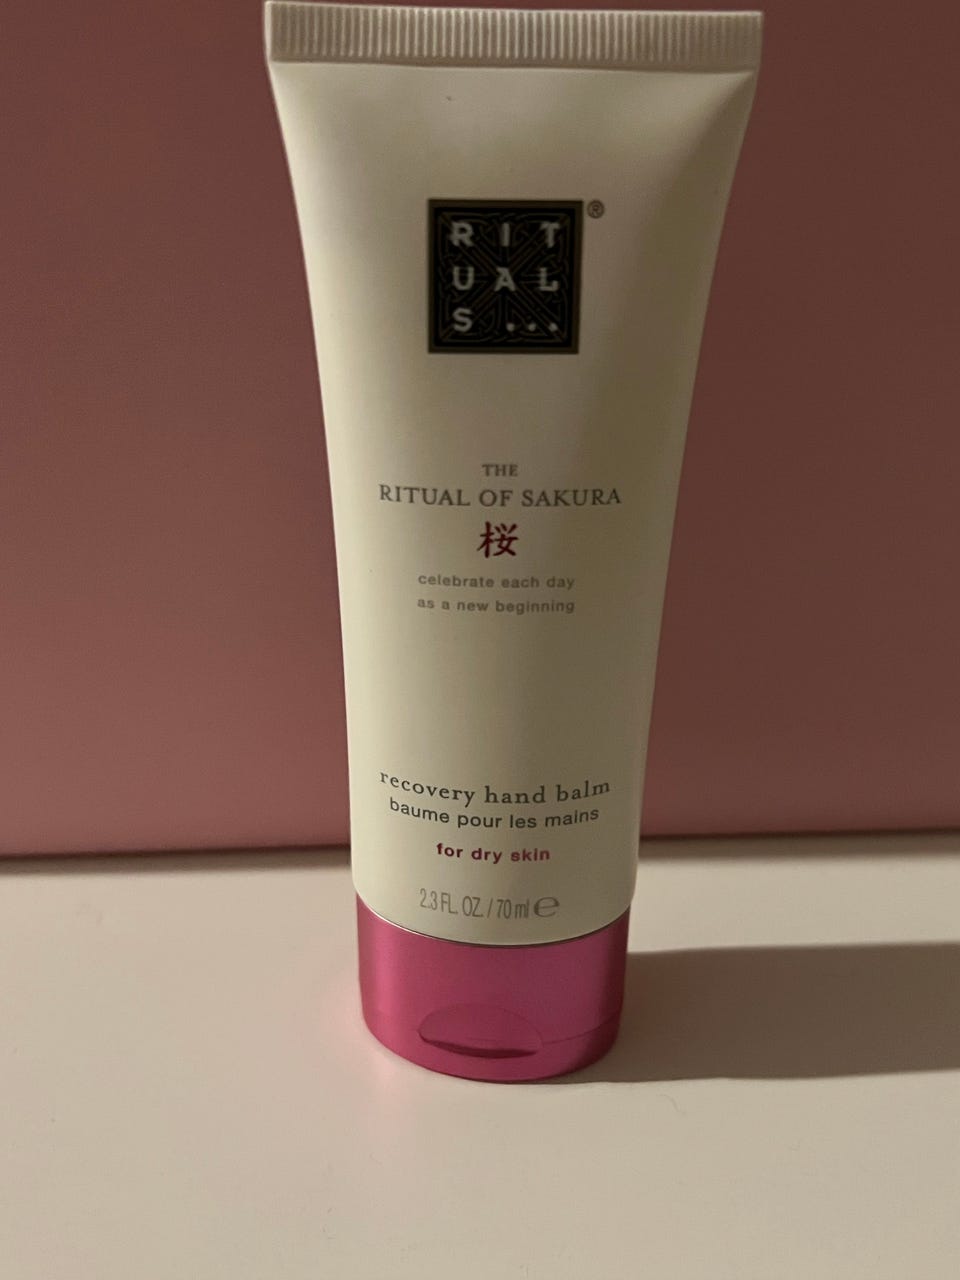 RIT
UAL
S...
®
THE
RITUAL OF SAKURA
桜
celebrate each day
as a new beginning
recovery hand balm
baume pour les mains
for dry skin
2.3 FL. OZ. / 70 ml ℮